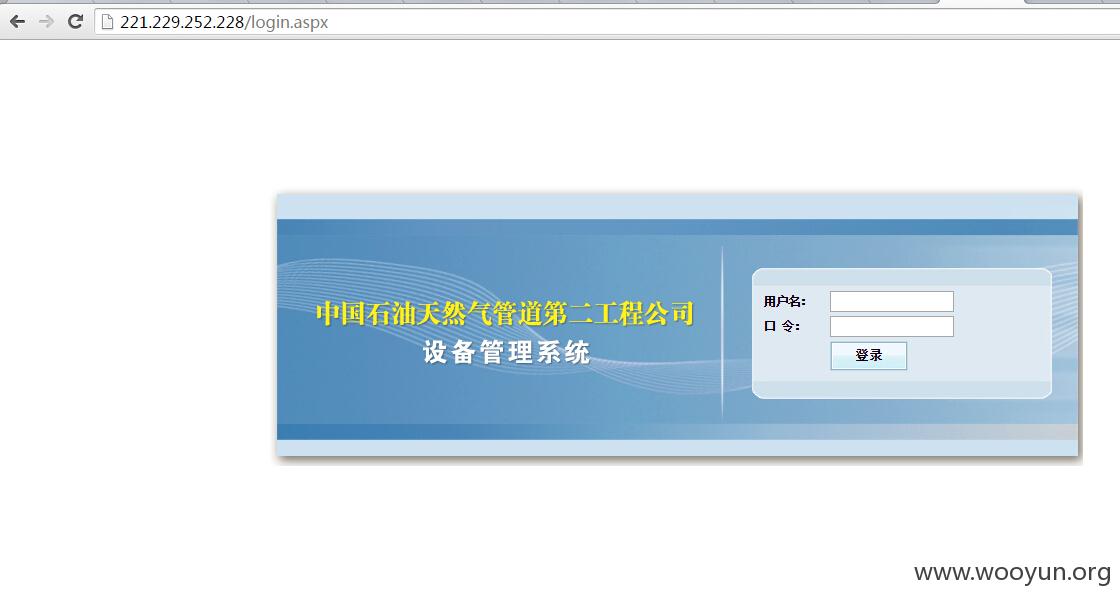 221.229.252.228/login.aspx
中国石油天然气管道第二工程公司
设备管理系统
用户名:
口 令:
登录
www.wooyun.org